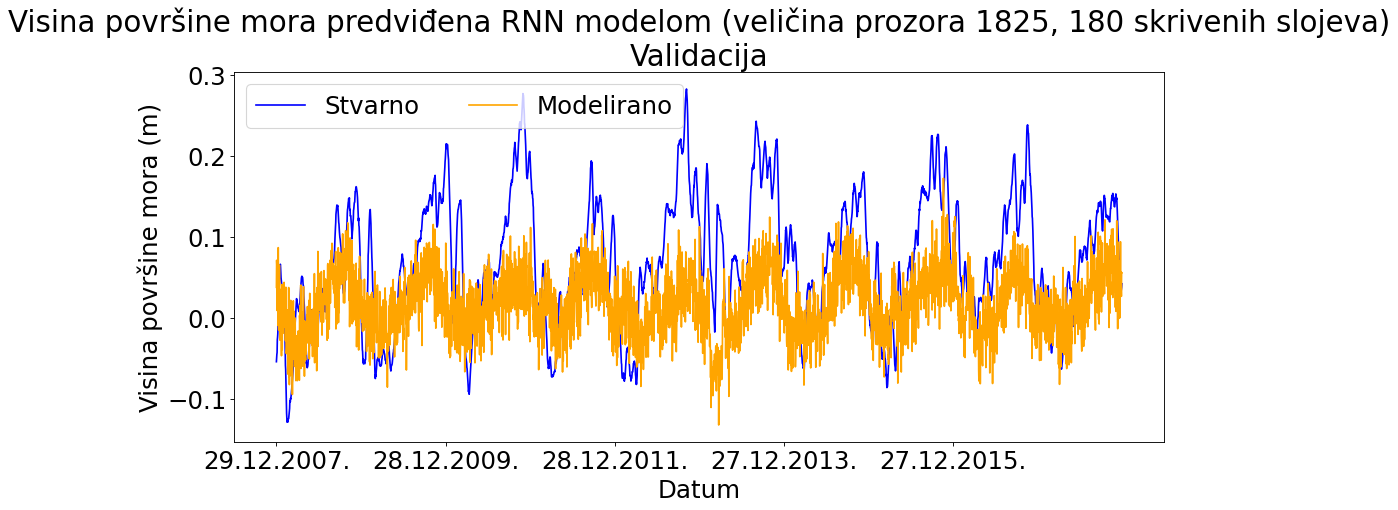 Visina površine mora predviđena RNN modelom (veličina prozora 1825, 180 skrivenih slojeva)
Validacija
Stvarno Modelirano
Visina površine mora (m)
0.3
0.2
0.1
0.0
−0.1
29.12.2007. 28.12.2009. 28.12.2011. 27.12.2013. 27.12.2015.
Datum